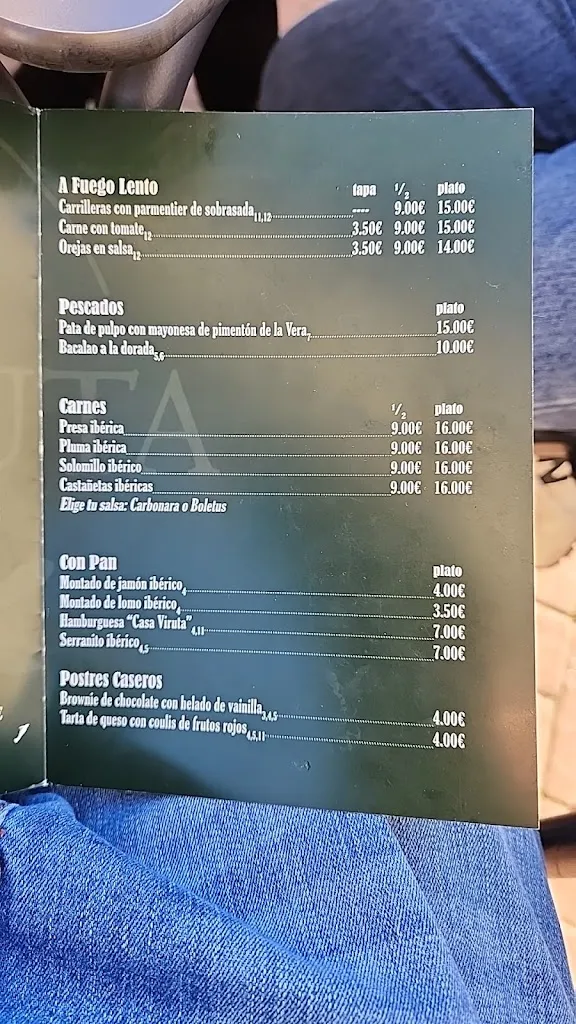 A Fuego Lento tapa 1/2 plato
Carrilleras con parmentier de sobrasada11,12 ---- 9.00€ 15.00€
Carne con tomate12 3.50€ 9.00€ 15.00€
Orejas en salsa12 3.50€ 9.00€ 14.00€
Pescados plato
Pata de pulpo con mayonesa de pimentón de la Vera7 15.00€
Bacalao a la dorada5,6 10.00€
Carnes 1/2 plato
Presa ibérica 9.00€ 16.00€
Pluma ibérica 9.00€ 16.00€
Solomillo ibérico 9.00€ 16.00€
Castañetas ibéricas 9.00€ 16.00€
Elige tu salsa: Carbonara o Boletus
Con Pan plato
Montado de jamón ibérico4 4.00€
Montado de lomo ibérico4 3.50€
Hamburguesa "Casa Viruta"4,11 7.00€
Serranito ibérico4,5 7.00€
Postres Caseros
Brownie de chocolate con helado de vainilla3,4,5 4.00€
Tarta de queso con coulis de frutos rojos4,5,11 4.00€
UTA